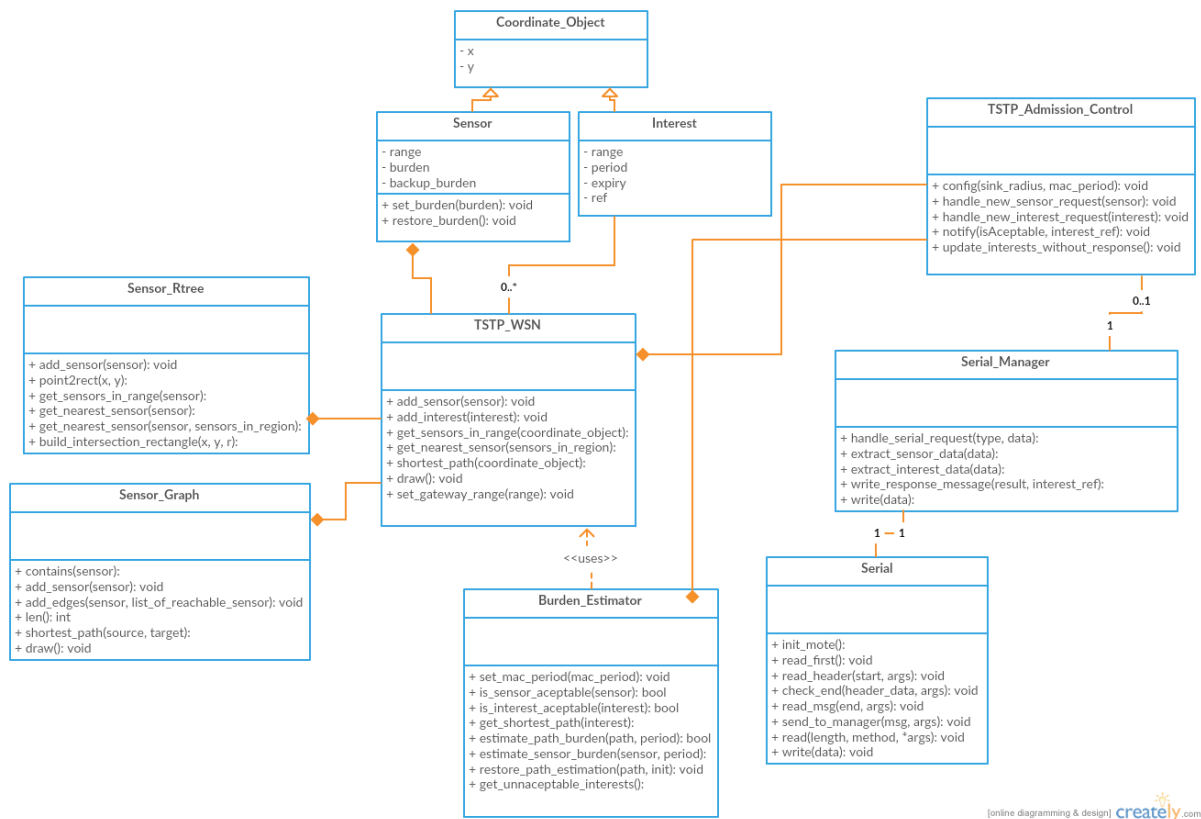 Coordinate_Object
- x
- y
Sensor
- range
- burden
- backup_burden
+ set_burden(burden): void
+ restore_burden(): void
Interest
- range
- period
- expiry
- ref
TSTP_Admission_Control
+ config(sink_radius, mac_period): void
+ handle_new_sensor_request(sensor): void
+ handle_new_interest_request(interest): void
+ notify(isAceptable, interest_ref): void
+ update_interests_without_response(): void
0..*
0..1
1
Sensor_Rtree
+ add_sensor(sensor): void
+ point2rect(x, y):
+ get_sensors_in_range(sensor):
+ get_nearest_sensor(sensor):
+ get_nearest_sensor(sensor, sensors_in_region):
+ build_intersection_rectangle(x, y, r):
TSTP_WSN
+ add_sensor(sensor): void
+ add_interest(interest): void
+ get_sensors_in_range(coordinate_object):
+ get_nearest_sensor(sensors_in_region):
+ shortest_path(coordinate_object):
+ draw(): void
+ set_gateway_range(range): void
Serial_Manager
+ handle_serial_request(type, data):
+ extract_sensor_data(data):
+ extract_interest_data(data):
+ write_response_message(result, interest_ref):
+ write(data):
1 1
Sensor_Graph
+ contains(sensor):
+ add_sensor(sensor): void
+ add_edges(sensor, list_of_reachable_sensor): void
+ len(): int
+ shortest_path(source, target):
+ draw(): void
<<uses>>
Burden_Estimator
+ set_mac_period(mac_period): void
+ is_sensor_aceptable(sensor): bool
+ is_interest_aceptable(interest): bool
+ get_shortest_path(interest):
+ estimate_path_burden(path, period): bool
+ estimate_sensor_burden(sensor, period):
+ restore_path_estimation(path, init): void
+ get_unnaceptable_interests():
Serial
+ init_mote():
+ read_first(): void
+ read_header(start, args): void
+ check_end(header_data, args): void
+ read_msg(end, args): void
+ send_to_manager(msg, args): void
+ read(length, method, *args): void
+ write(data): void
[online diagramming & design] creately.com